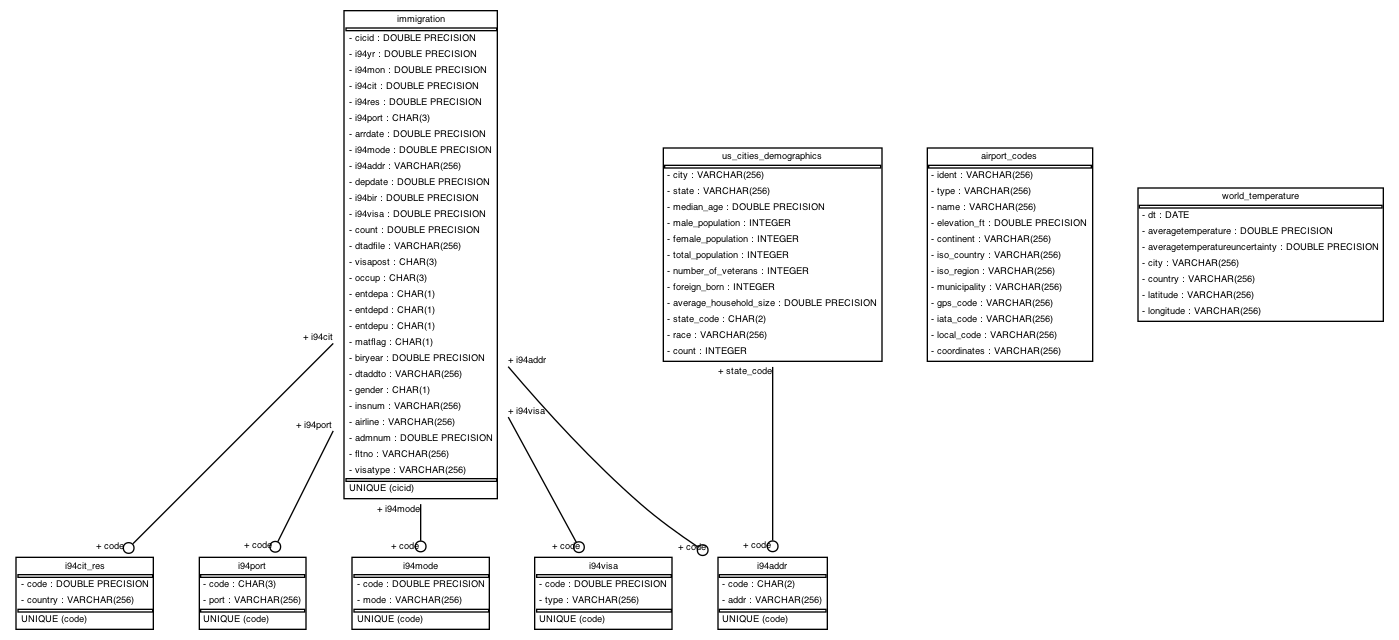 immigration
- cicid : DOUBLE PRECISION
- i94yr : DOUBLE PRECISION
- i94mon : DOUBLE PRECISION
- i94cit : DOUBLE PRECISION
- i94res : DOUBLE PRECISION
- i94port : CHAR(3)
- arrdate : DOUBLE PRECISION
- i94mode : DOUBLE PRECISION
- i94addr : VARCHAR(256)
- depdate : DOUBLE PRECISION
- i94bir : DOUBLE PRECISION
- i94visa : DOUBLE PRECISION
- count : DOUBLE PRECISION
- dtadfile : VARCHAR(256)
- visapost : CHAR(3)
- occup : CHAR(3)
- entdepa : CHAR(1)
- entdepd : CHAR(1)
- entdepu : CHAR(1)
- matflag : CHAR(1)
- biryear : DOUBLE PRECISION
- dtaddto : VARCHAR(256)
- gender : CHAR(1)
- insnum : VARCHAR(256)
- airline : VARCHAR(256)
- admnum : DOUBLE PRECISION
- fltno : VARCHAR(256)
- visatype : VARCHAR(256)
UNIQUE (cicid)
us_cities_demographics
- city : VARCHAR(256)
- state : VARCHAR(256)
- median_age : DOUBLE PRECISION
- male_population : INTEGER
- female_population : INTEGER
- total_population : INTEGER
- number_of_veterans : INTEGER
- foreign_born : INTEGER
- average_household_size : DOUBLE PRECISION
- state_code : CHAR(2)
- race : VARCHAR(256)
- count : INTEGER
airport_codes
- ident : VARCHAR(256)
- type : VARCHAR(256)
- name : VARCHAR(256)
- elevation_ft : DOUBLE PRECISION
- continent : VARCHAR(256)
- iso_country : VARCHAR(256)
- iso_region : VARCHAR(256)
- municipality : VARCHAR(256)
- gps_code : VARCHAR(256)
- iata_code : VARCHAR(256)
- local_code : VARCHAR(256)
- coordinates : VARCHAR(256)
world_temperature
- dt : DATE
- averagetemperature : DOUBLE PRECISION
- averagetemperatureuncertainty : DOUBLE PRECISION
- city : VARCHAR(256)
- country : VARCHAR(256)
- latitude : VARCHAR(256)
- longitude : VARCHAR(256)
+ i94cit
+ i94addr
+ state_code
+ i94visa
+ i94port
+ i94mode
+ code
+ code
+ code
+ code
+ code
+ code
i94cit_res
- code : DOUBLE PRECISION
- country : VARCHAR(256)
UNIQUE (code)
i94port
- code : CHAR(3)
- port : VARCHAR(256)
UNIQUE (code)
i94mode
- code : DOUBLE PRECISION
- mode : VARCHAR(256)
UNIQUE (code)
i94visa
- code : DOUBLE PRECISION
- type : VARCHAR(256)
UNIQUE (code)
i94addr
- code : CHAR(2)
- addr : VARCHAR(256)
UNIQUE (code)